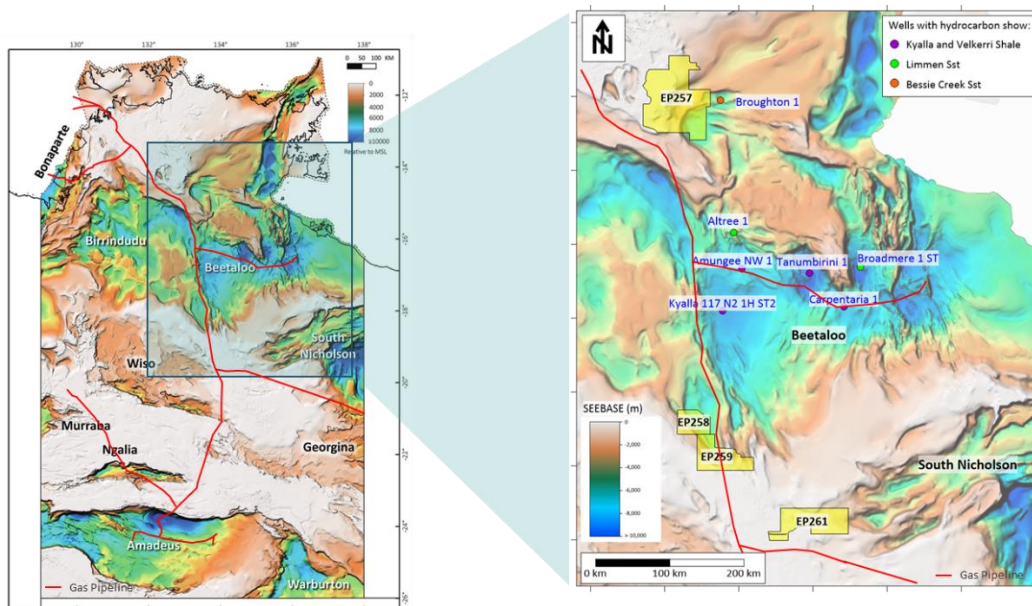 130°
132°
134°
136°
138°
0 50 100 KM
0
2000
4000
6000
8000
≥10000
Relative to MSL
-12°
-14°
-16°
-18°
-20°
-22°
-24°
-26°
Bonaparte
Birrindudu
Beetaloo
South
Nicholson
Wiso
Murraba
Georgina
Ngalia
Amadeus
Warburton
Gas Pipeline
N
Wells with hydrocarbon show:
Kyalla and Velkerri Shale
Limmen Sst
Bessie Creek Sst
EP257
Broughton 1
Altree 1
Amungee NW 1
Tanumbirini 1
Broadmere 1 ST
Kyalla 117 N2 1H ST2
Carpentaria 1
Beetaloo
SEEBASE (m)
0
-2,000
-4,000
-6,000
-8,000
>-10,000
EP258
EP259
South Nicholson
EP261
0 km 100 km 200 km
Gas Pipeline